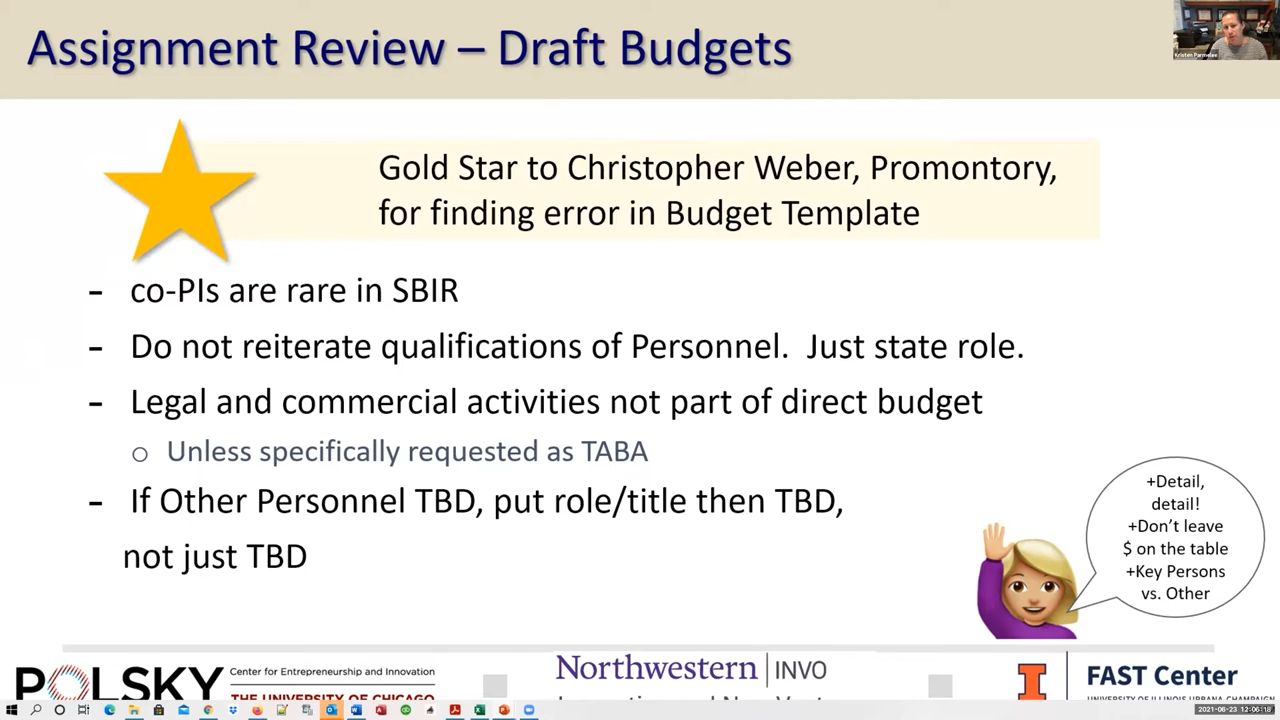 Assignment Review – Draft Budgets
Kristen Parmelee
Gold Star to Christopher Weber, Promontory,
for finding error in Budget Template
- co-PIs are rare in SBIR
- Do not reiterate qualifications of Personnel. Just state role.
- Legal and commercial activities not part of direct budget
o Unless specifically requested as TABA
- If Other Personnel TBD, put role/title then TBD,
not just TBD
+Detail,
detail!
+Don't leave
$ on the table
+Key Persons
vs. Other
POLSKY
Center for Entrepreneurship and Innovation
THE UNIVERSITY OF CHICAGO
Northwestern | INVO
I
FAST Center
UNIVERSITY OF ILLINOIS URBANA-CHAMPAIGN
2021-06-23 12:06:18